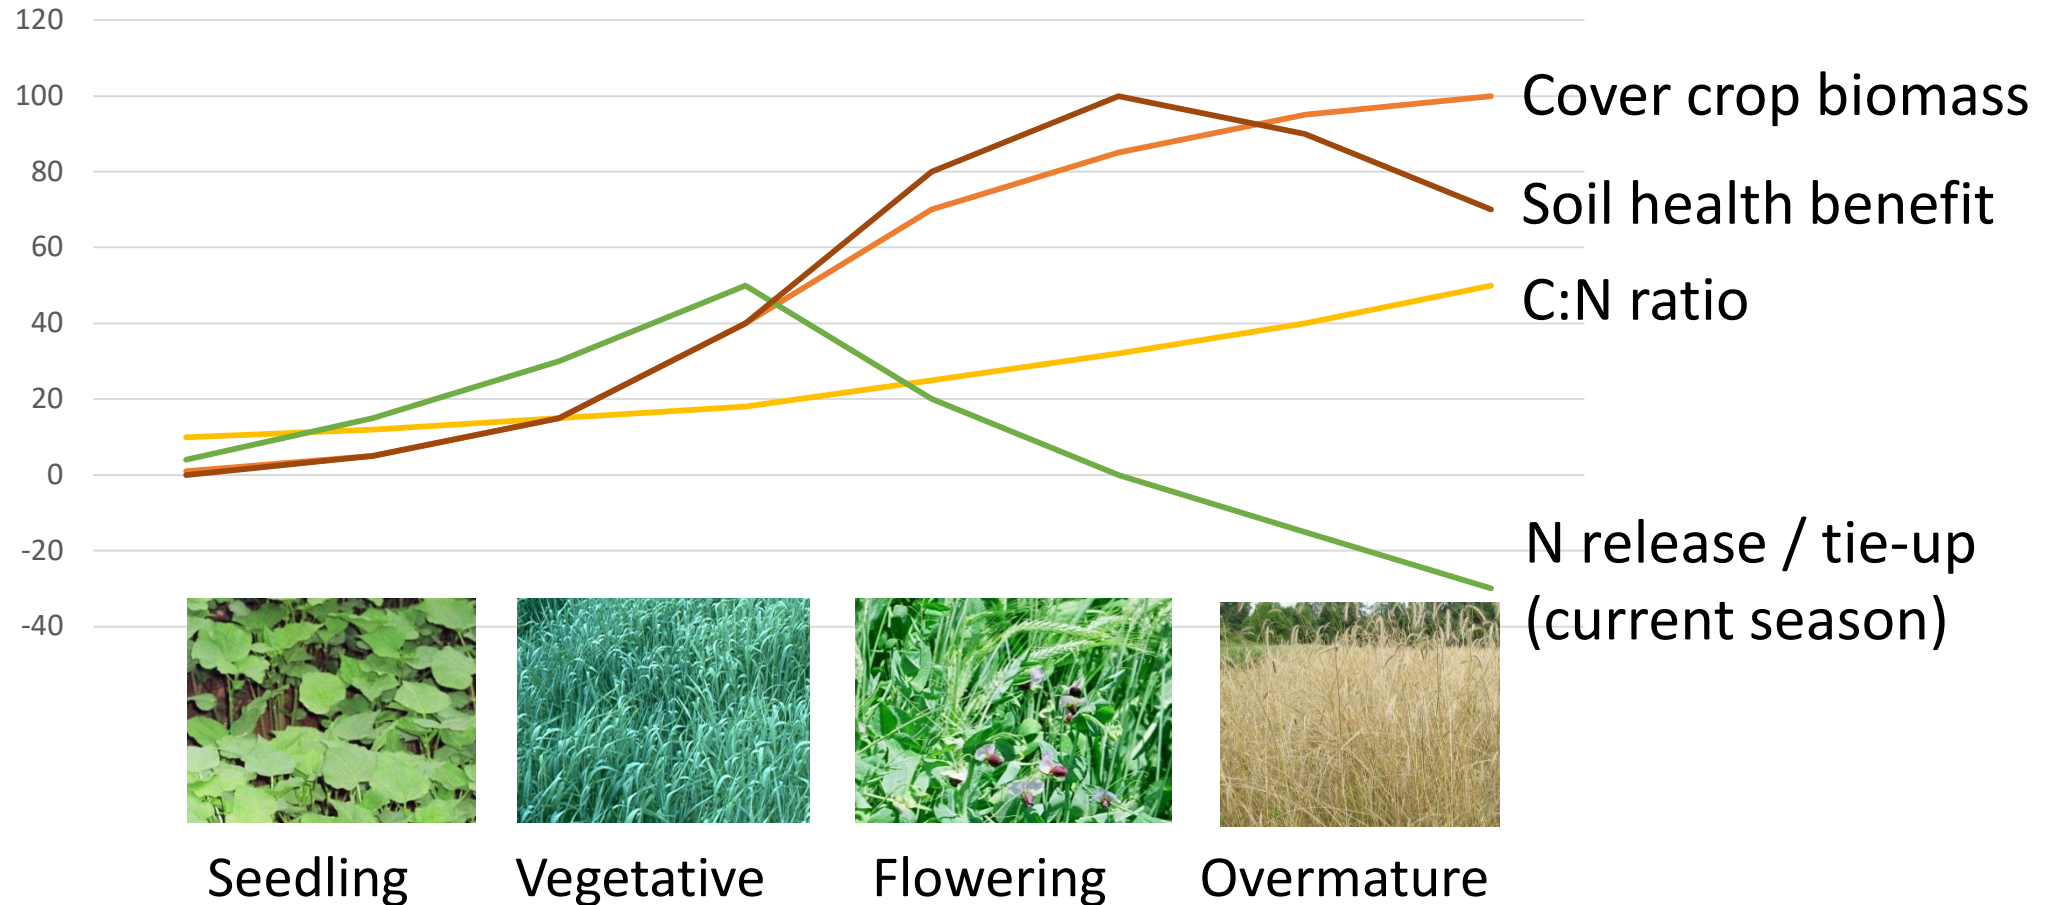 120
100
80
60
40
20
0
-20
-40
Cover crop biomass
Soil health benefit
C:N ratio
N release / tie-up
(current season)
Seedling
Vegetative
Flowering
Overmature